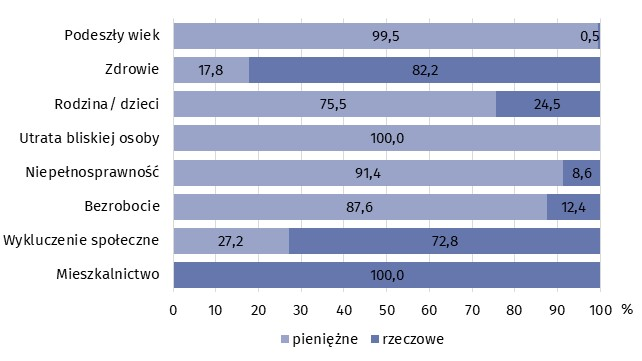 Podeszły wiek 99,5 0,5
Zdrowie 17,8 82,2
Rodzina / dzieci 75,5 24,5
Utrata bliskiej osoby 100,0
Niepełnosprawność 91,4 8,6
Bezrobocie 87,6 12,4
Wykluczenie społeczne 27,2 72,8
Mieszkalnictwo 100,0
0 10 20 30 40 50 60 70 80 90 100 %
pieniężne rzeczowe